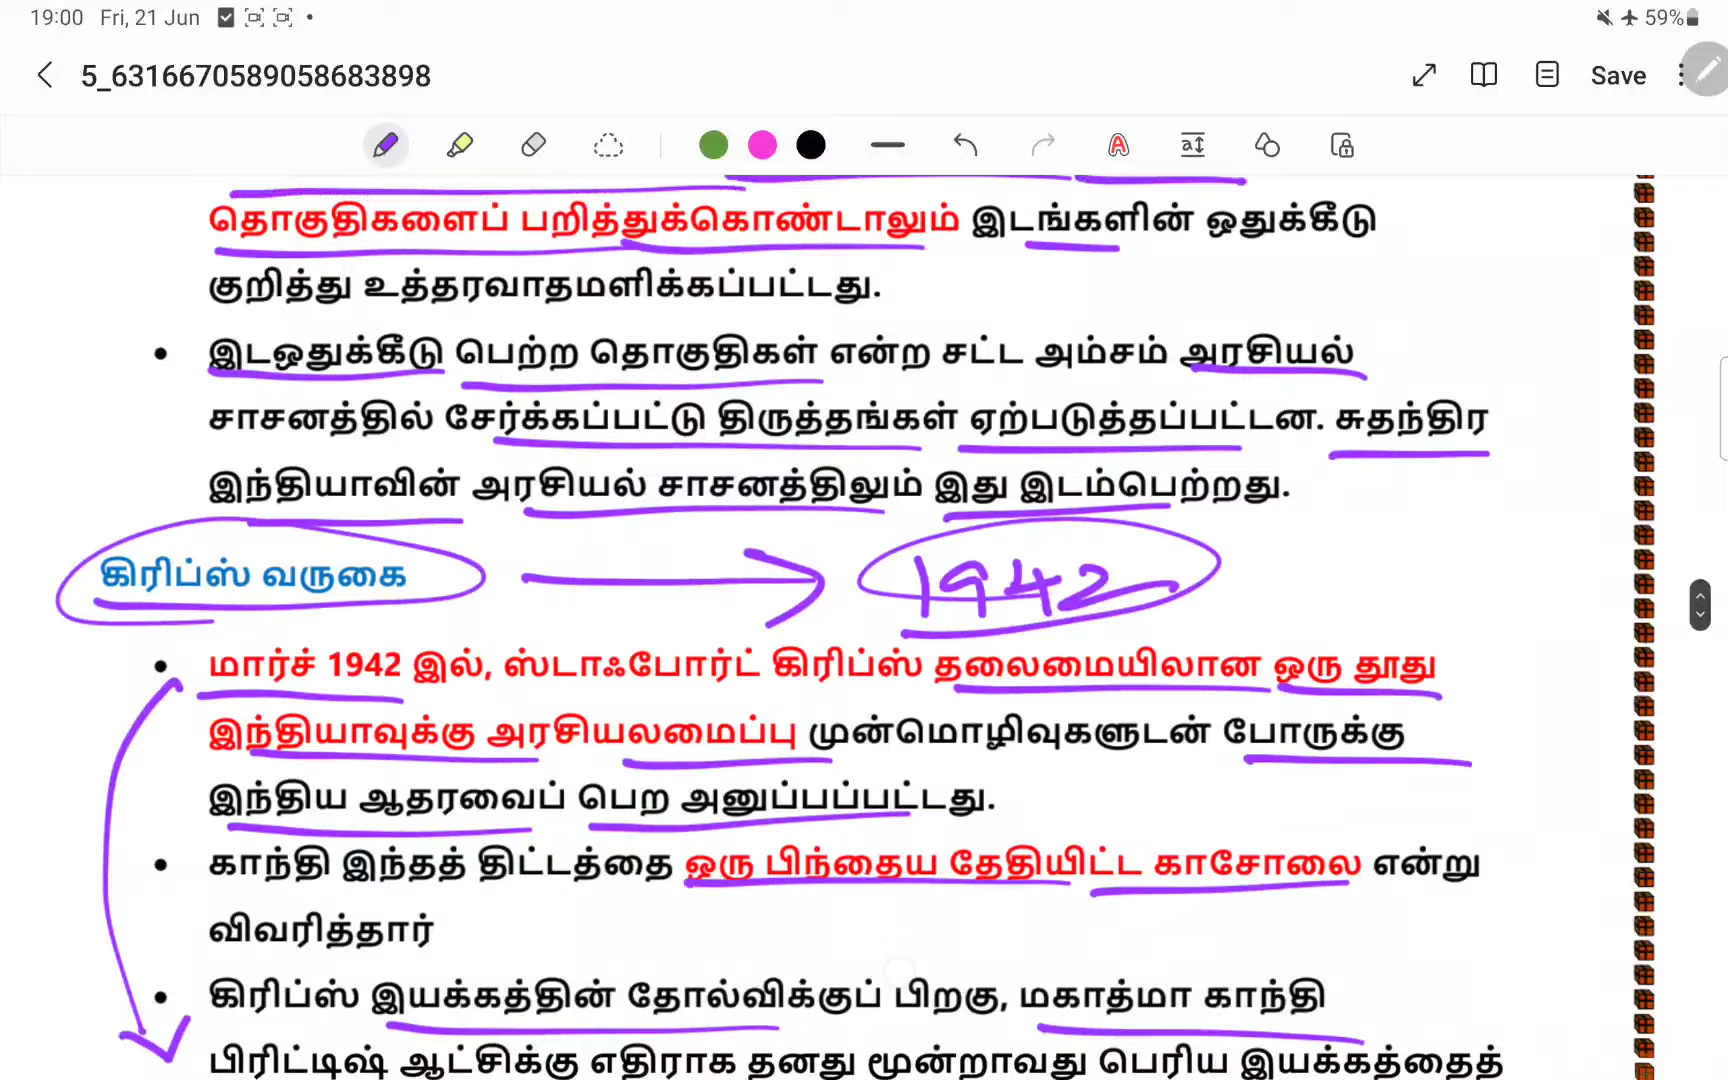 19:00 Fri, 21 Jun
59%
5_6316670589058683898
Save
தொகுதிகளைப் பறித்துக்கொண்டாலும் இடங்களின் ஒதுக்கீடு
குறித்து உத்தரவாதமளிக்கப்பட்டது.
• இடஒதுக்கீடு பெற்ற தொகுதிகள் என்ற சட்ட அம்சம் அரசியல்
சாசனத்தில் சேர்க்கப்பட்டு திருத்தங்கள் ஏற்படுத்தப்பட்டன. சுதந்திர
இந்தியாவின் அரசியல் சாசனத்திலும் இது இடம்பெற்றது.
கிரிப்ஸ் வருகை 1942
• மார்ச் 1942 இல், ஸ்டாஃபோர்ட் கிரிப்ஸ் தலைமையிலான ஒரு தூது
இந்தியாவுக்கு அரசியலமைப்பு முன்மொழிவுகளுடன் போருக்கு
இந்திய ஆதரவைப் பெற அனுப்பப்பட்டது.
• காந்தி இந்தத் திட்டத்தை ஒரு பிந்தைய தேதியிட்ட காசோலை என்று
விவரித்தார்
• கிரிப்ஸ் இயக்கத்தின் தோல்விக்குப் பிறகு, மகாத்மா காந்தி
பிரிட்டிஷ் ஆட்சிக்கு எதிராக தனது மூன்றாவது பெரிய இயக்கத்தைத்